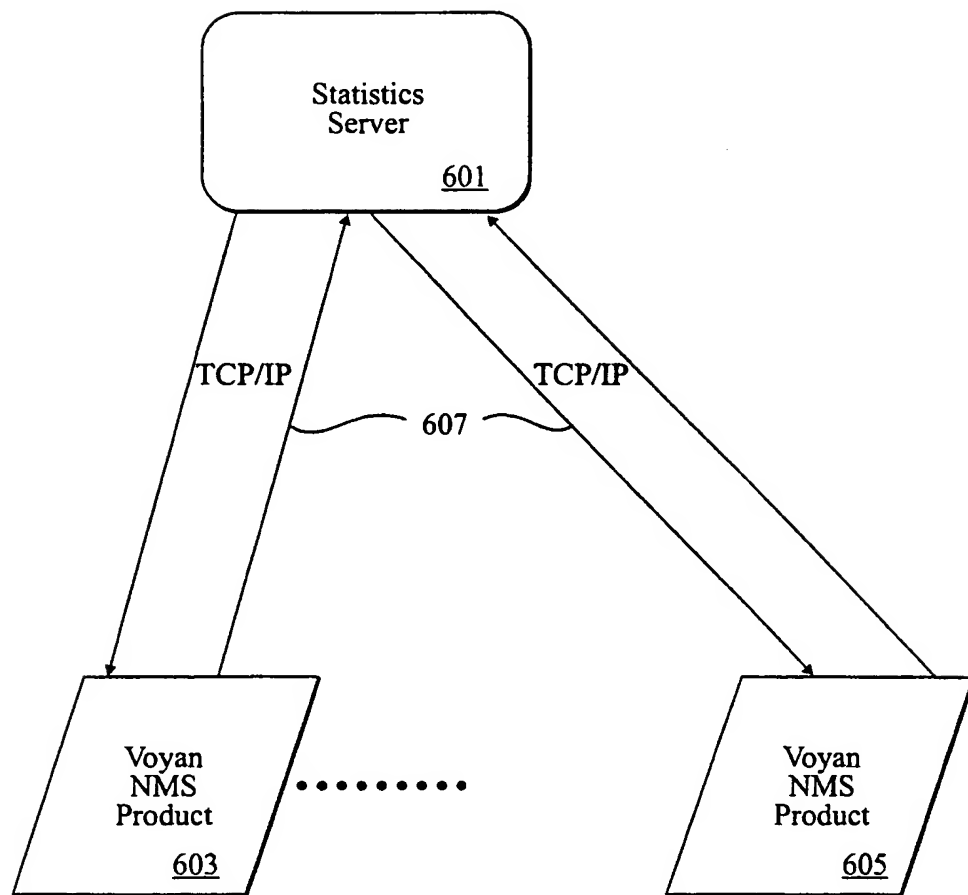 Statistics
Server
601
TCP/IP
TCP/IP
607
Voyan
NMS
Product
603
Voyan
NMS
Product
605